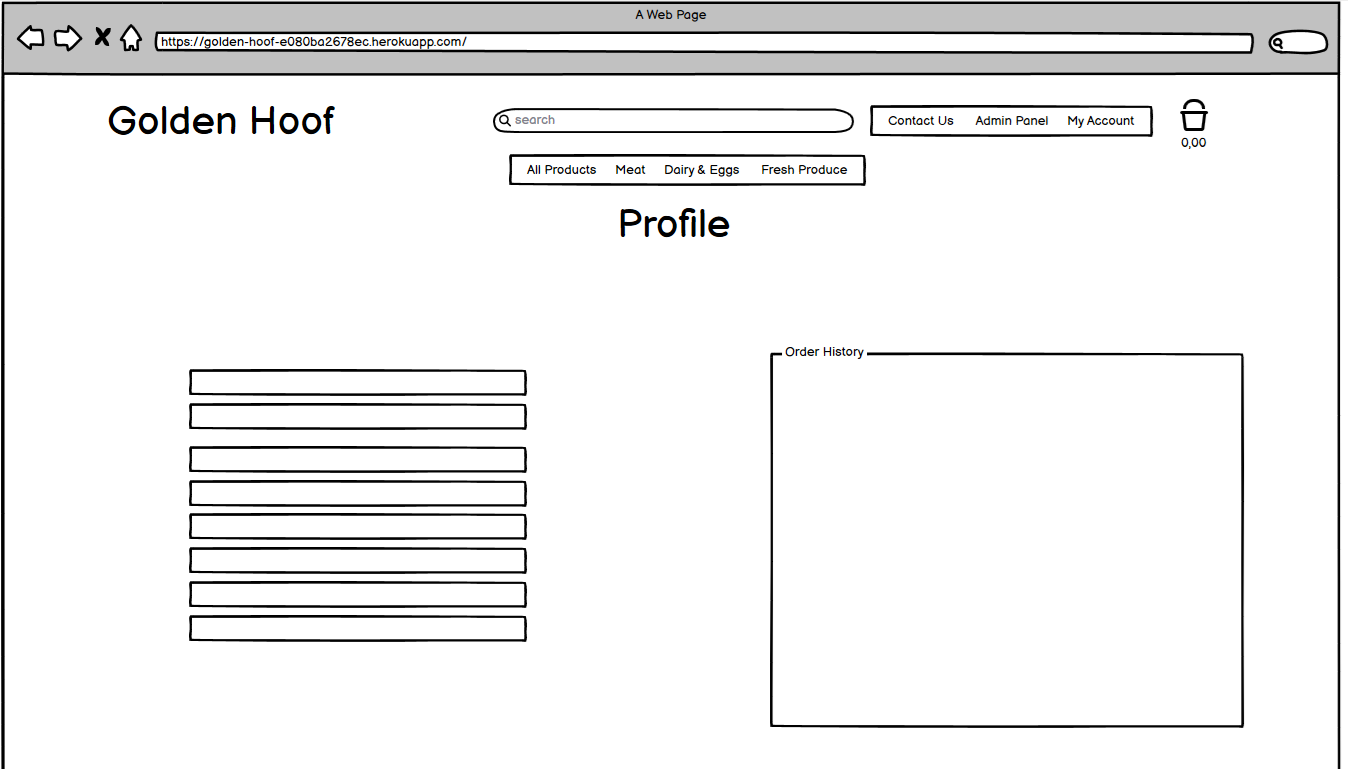 A Web Page
https://golden-hoof-e080ba2678ec.herokuapp.com/
Golden Hoof
search
Contact Us Admin Panel My Account
0,00
All Products Meat Dairy & Eggs Fresh Produce
Profile
Order History